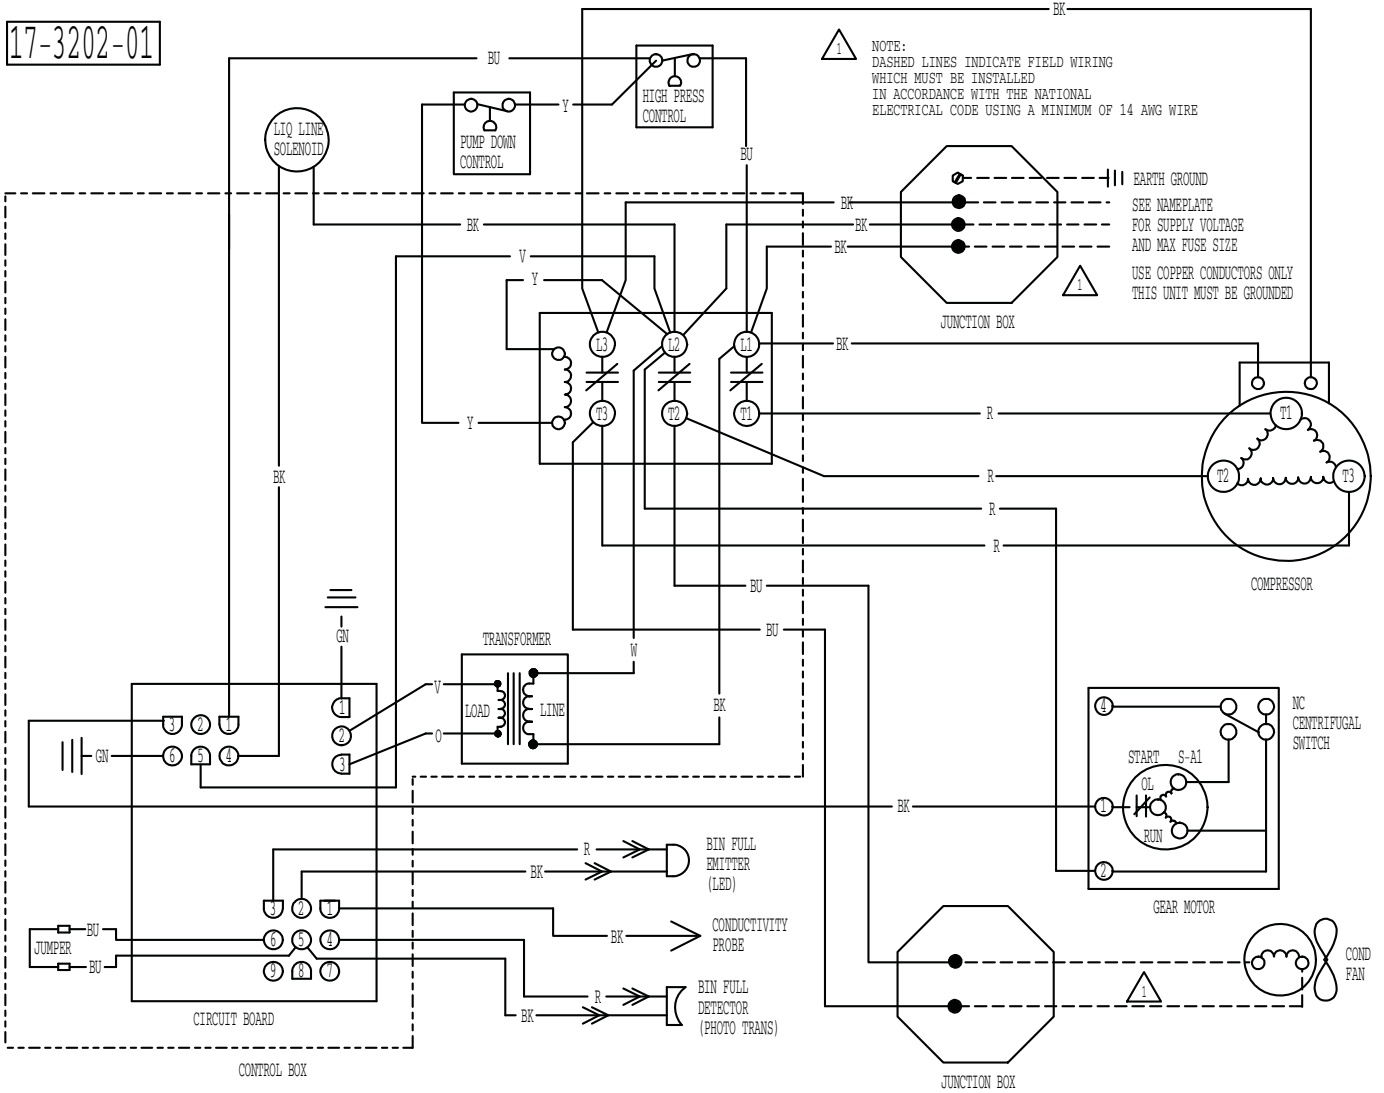 17-3202-01
BK
BU
1
NOTE:
DASHED LINES INDICATE FIELD WIRING
WHICH MUST BE INSTALLED
IN ACCORDANCE WITH THE NATIONAL
ELECTRICAL CODE USING A MINIMUM OF 14 AWG WIRE
HIGH PRESS
CONTROL
Y
PUMP DOWN
CONTROL
LIQ LINE
SOLENOID
BU
EARTH GROUND
BK
SEE NAMEPLATE
BK
BK
FOR SUPPLY VOLTAGE
BK
AND MAX FUSE SIZE
V
Y
1
USE COPPER CONDUCTORS ONLY
THIS UNIT MUST BE GROUNDED
JUNCTION BOX
L3
L2
L1
BK
T3
T2
T1
R
T1
Y
BK
R
T2
T3
R
R
COMPRESSOR
BU
BU
GN
TRANSFORMER
W
V
LOAD
LINE
O
BK
3
2
1
1
2
3
6
5
4
GN
4
NC
CENTRIFUGAL
SWITCH
START
S-A1
OL
RUN
BK
1
2
GEAR MOTOR
R
BK
BIN FULL
EMITTER
(LED)
3
2
1
6
5
4
9
8
7
BU
JUMPER
BU
BK
CONDUCTIVITY
PROBE
R
BK
BIN FULL
DETECTOR
(PHOTO TRANS)
CIRCUIT BOARD
CONTROL BOX
1
COND
FAN
JUNCTION BOX